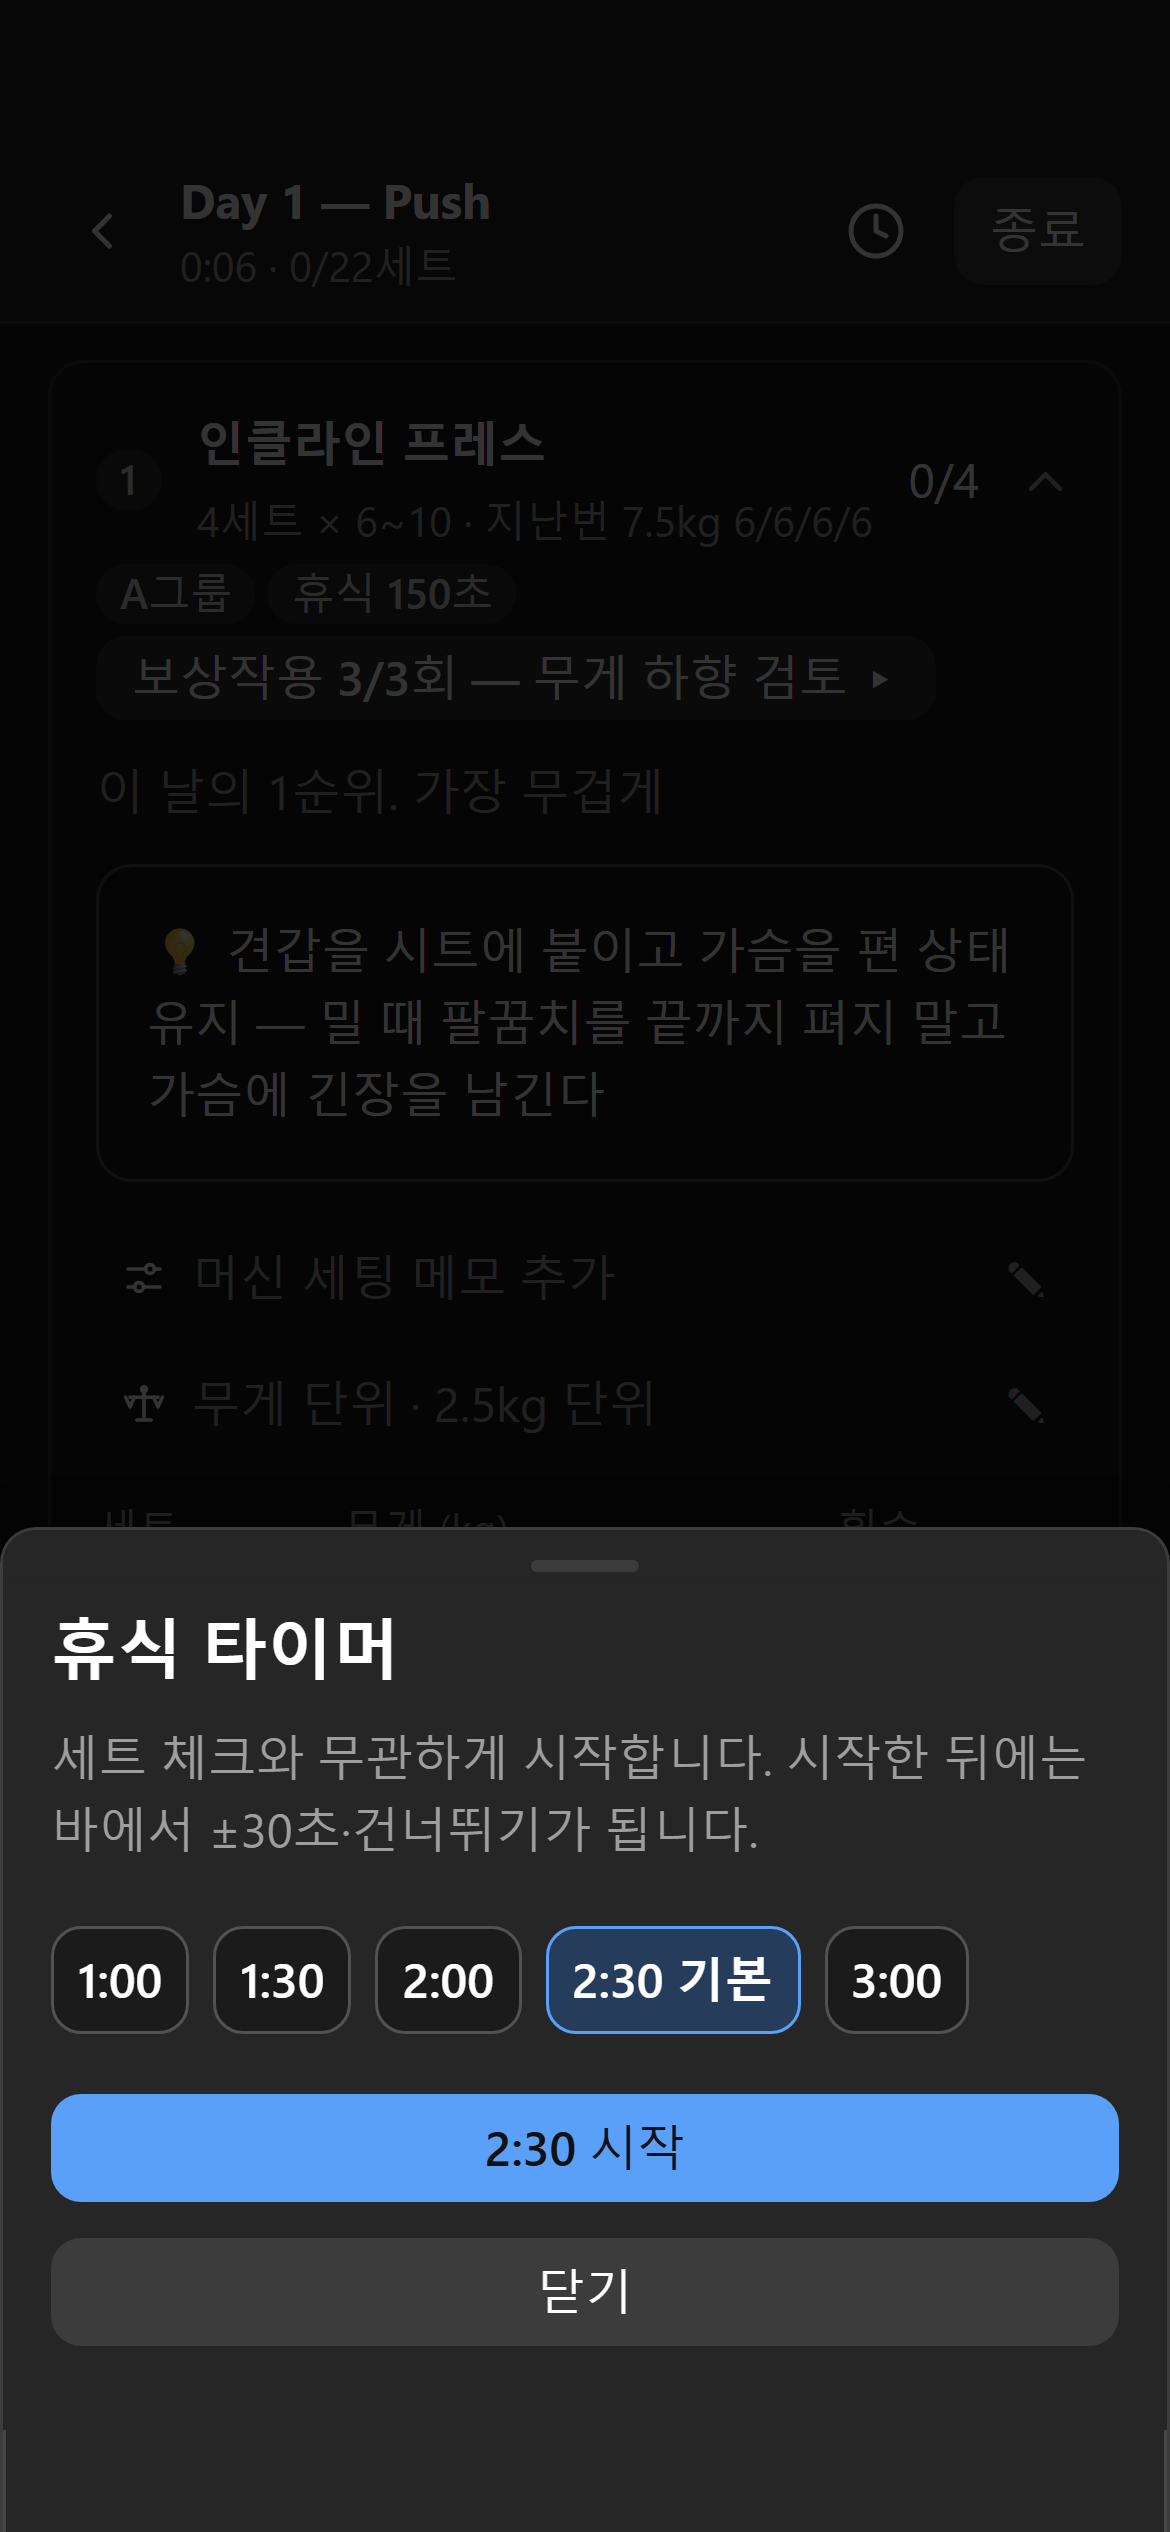 Day 1 — Push
0:06 · 0/22세트
종료
1
인클라인 프레스
4세트 × 6~10 · 지난번 7.5kg 6/6/6/6
0/4
A그룹
휴식 150초
보상작용 3/3회 — 무게 하향 검토 ▸
이 날의 1순위. 가장 무겁게
💡 견갑을 시트에 붙이고 가슴을 편 상태
유지 — 밀 때 팔꿈치를 끝까지 펴지 말고
가슴에 긴장을 남긴다
머신 세팅 메모 추가
무게 단위 · 2.5kg 단위
세트 무게 (kg) 횟수
휴식 타이머
세트 체크와 무관하게 시작합니다. 시작한 뒤에는
바에서 ±30초·건너뛰기가 됩니다.
1:00
1:30
2:00
2:30 기본
3:00
2:30 시작
닫기